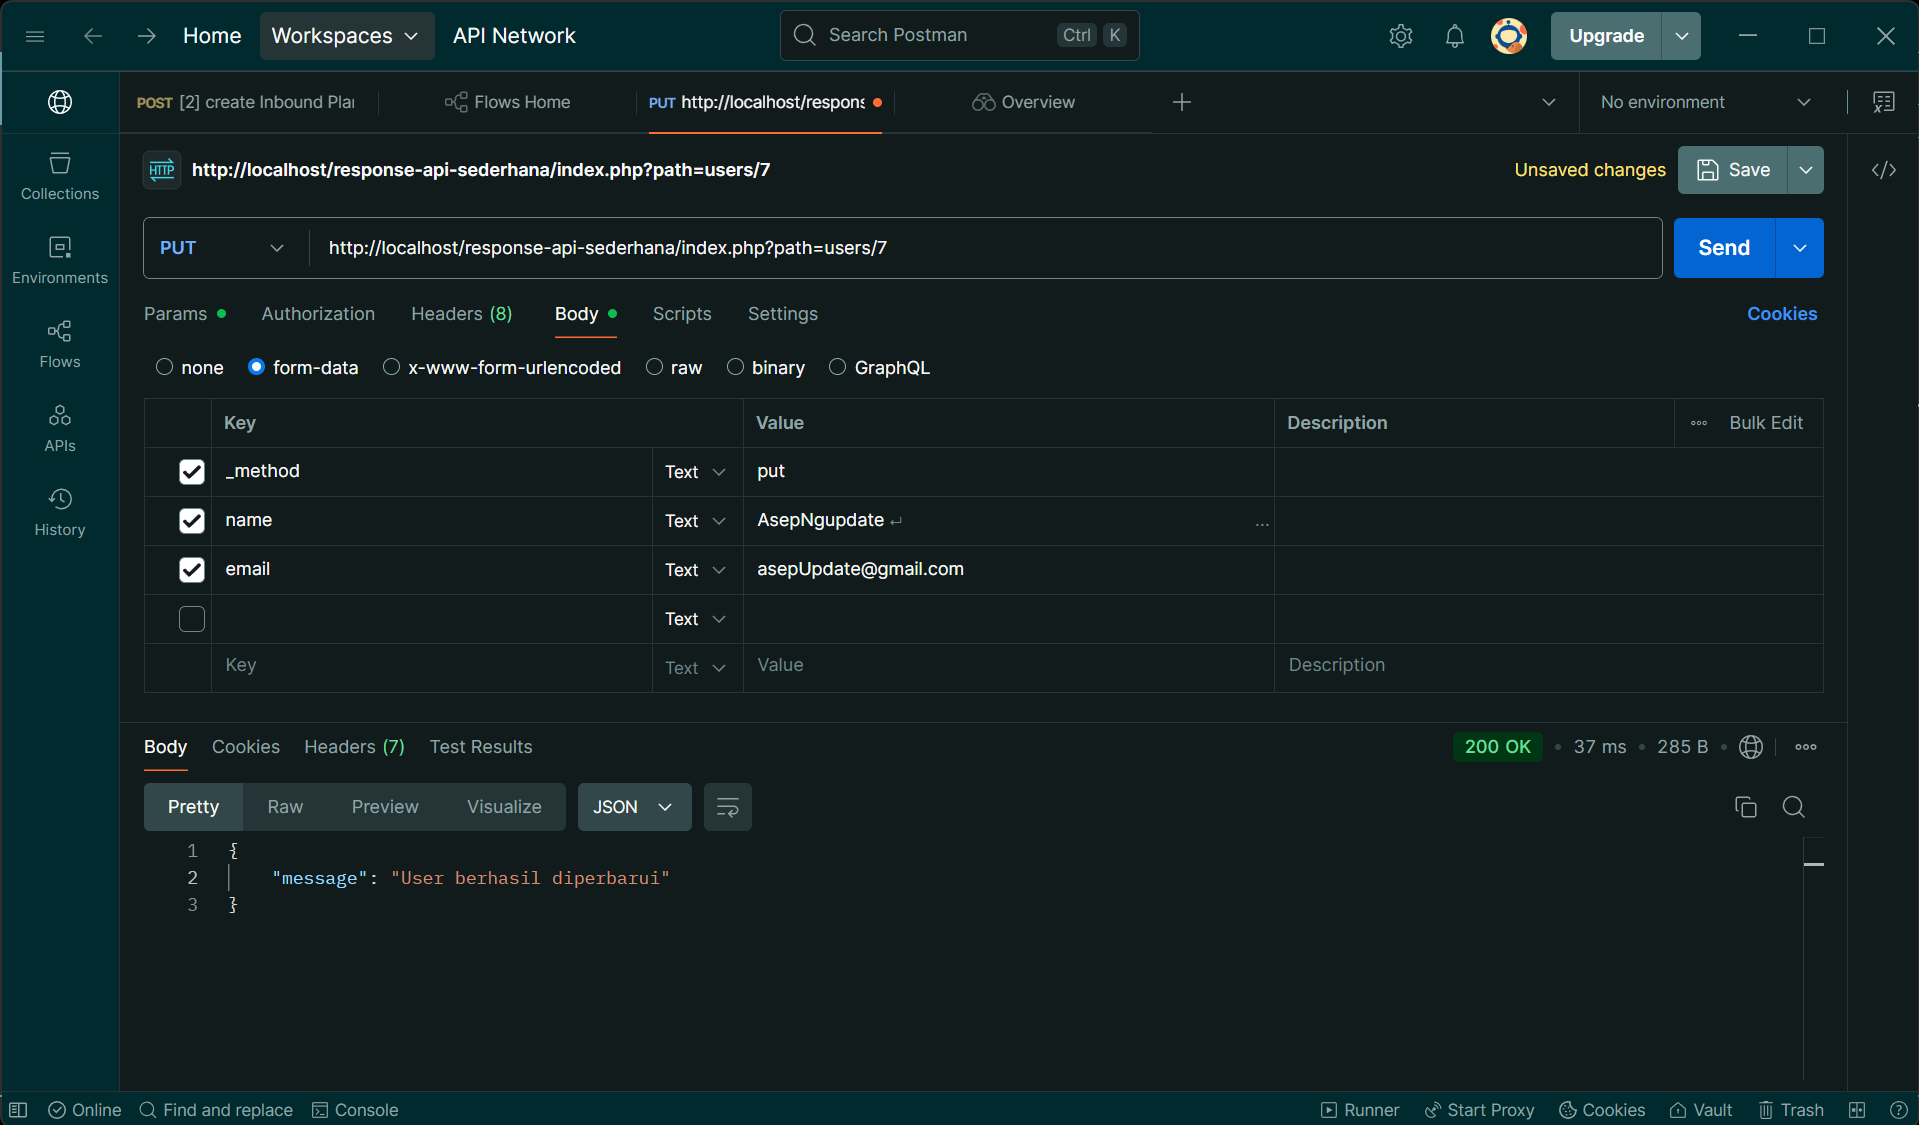 Home Workspaces API Network Search Postman Ctrl K Upgrade
POST [2] create Inbound Plan Flows Home PUT http://localhost/respons Overview No environment
HTTP http://localhost/response-api-sederhana/index.php?path=users/7 Unsaved changes Save
PUT http://localhost/response-api-sederhana/index.php?path=users/7 Send
Params Authorization Headers (8) Body Scripts Settings Cookies
none form-data x-www-form-urlencoded raw binary GraphQL
Key Value Description Bulk Edit
_method Text put
name Text AsepNgupdate ↵ ...
email Text asepUpdate@gmail.com
Text
Key Text Value Description
Collections
Environments
Flows
APIs
History
Body Cookies Headers (7) Test Results 200 OK • 37 ms • 285 B
Pretty Raw Preview Visualize JSON
1 {
2 "message": "User berhasil diperbarui"
3 }
Online Find and replace Console Runner Start Proxy Cookies Vault Trash